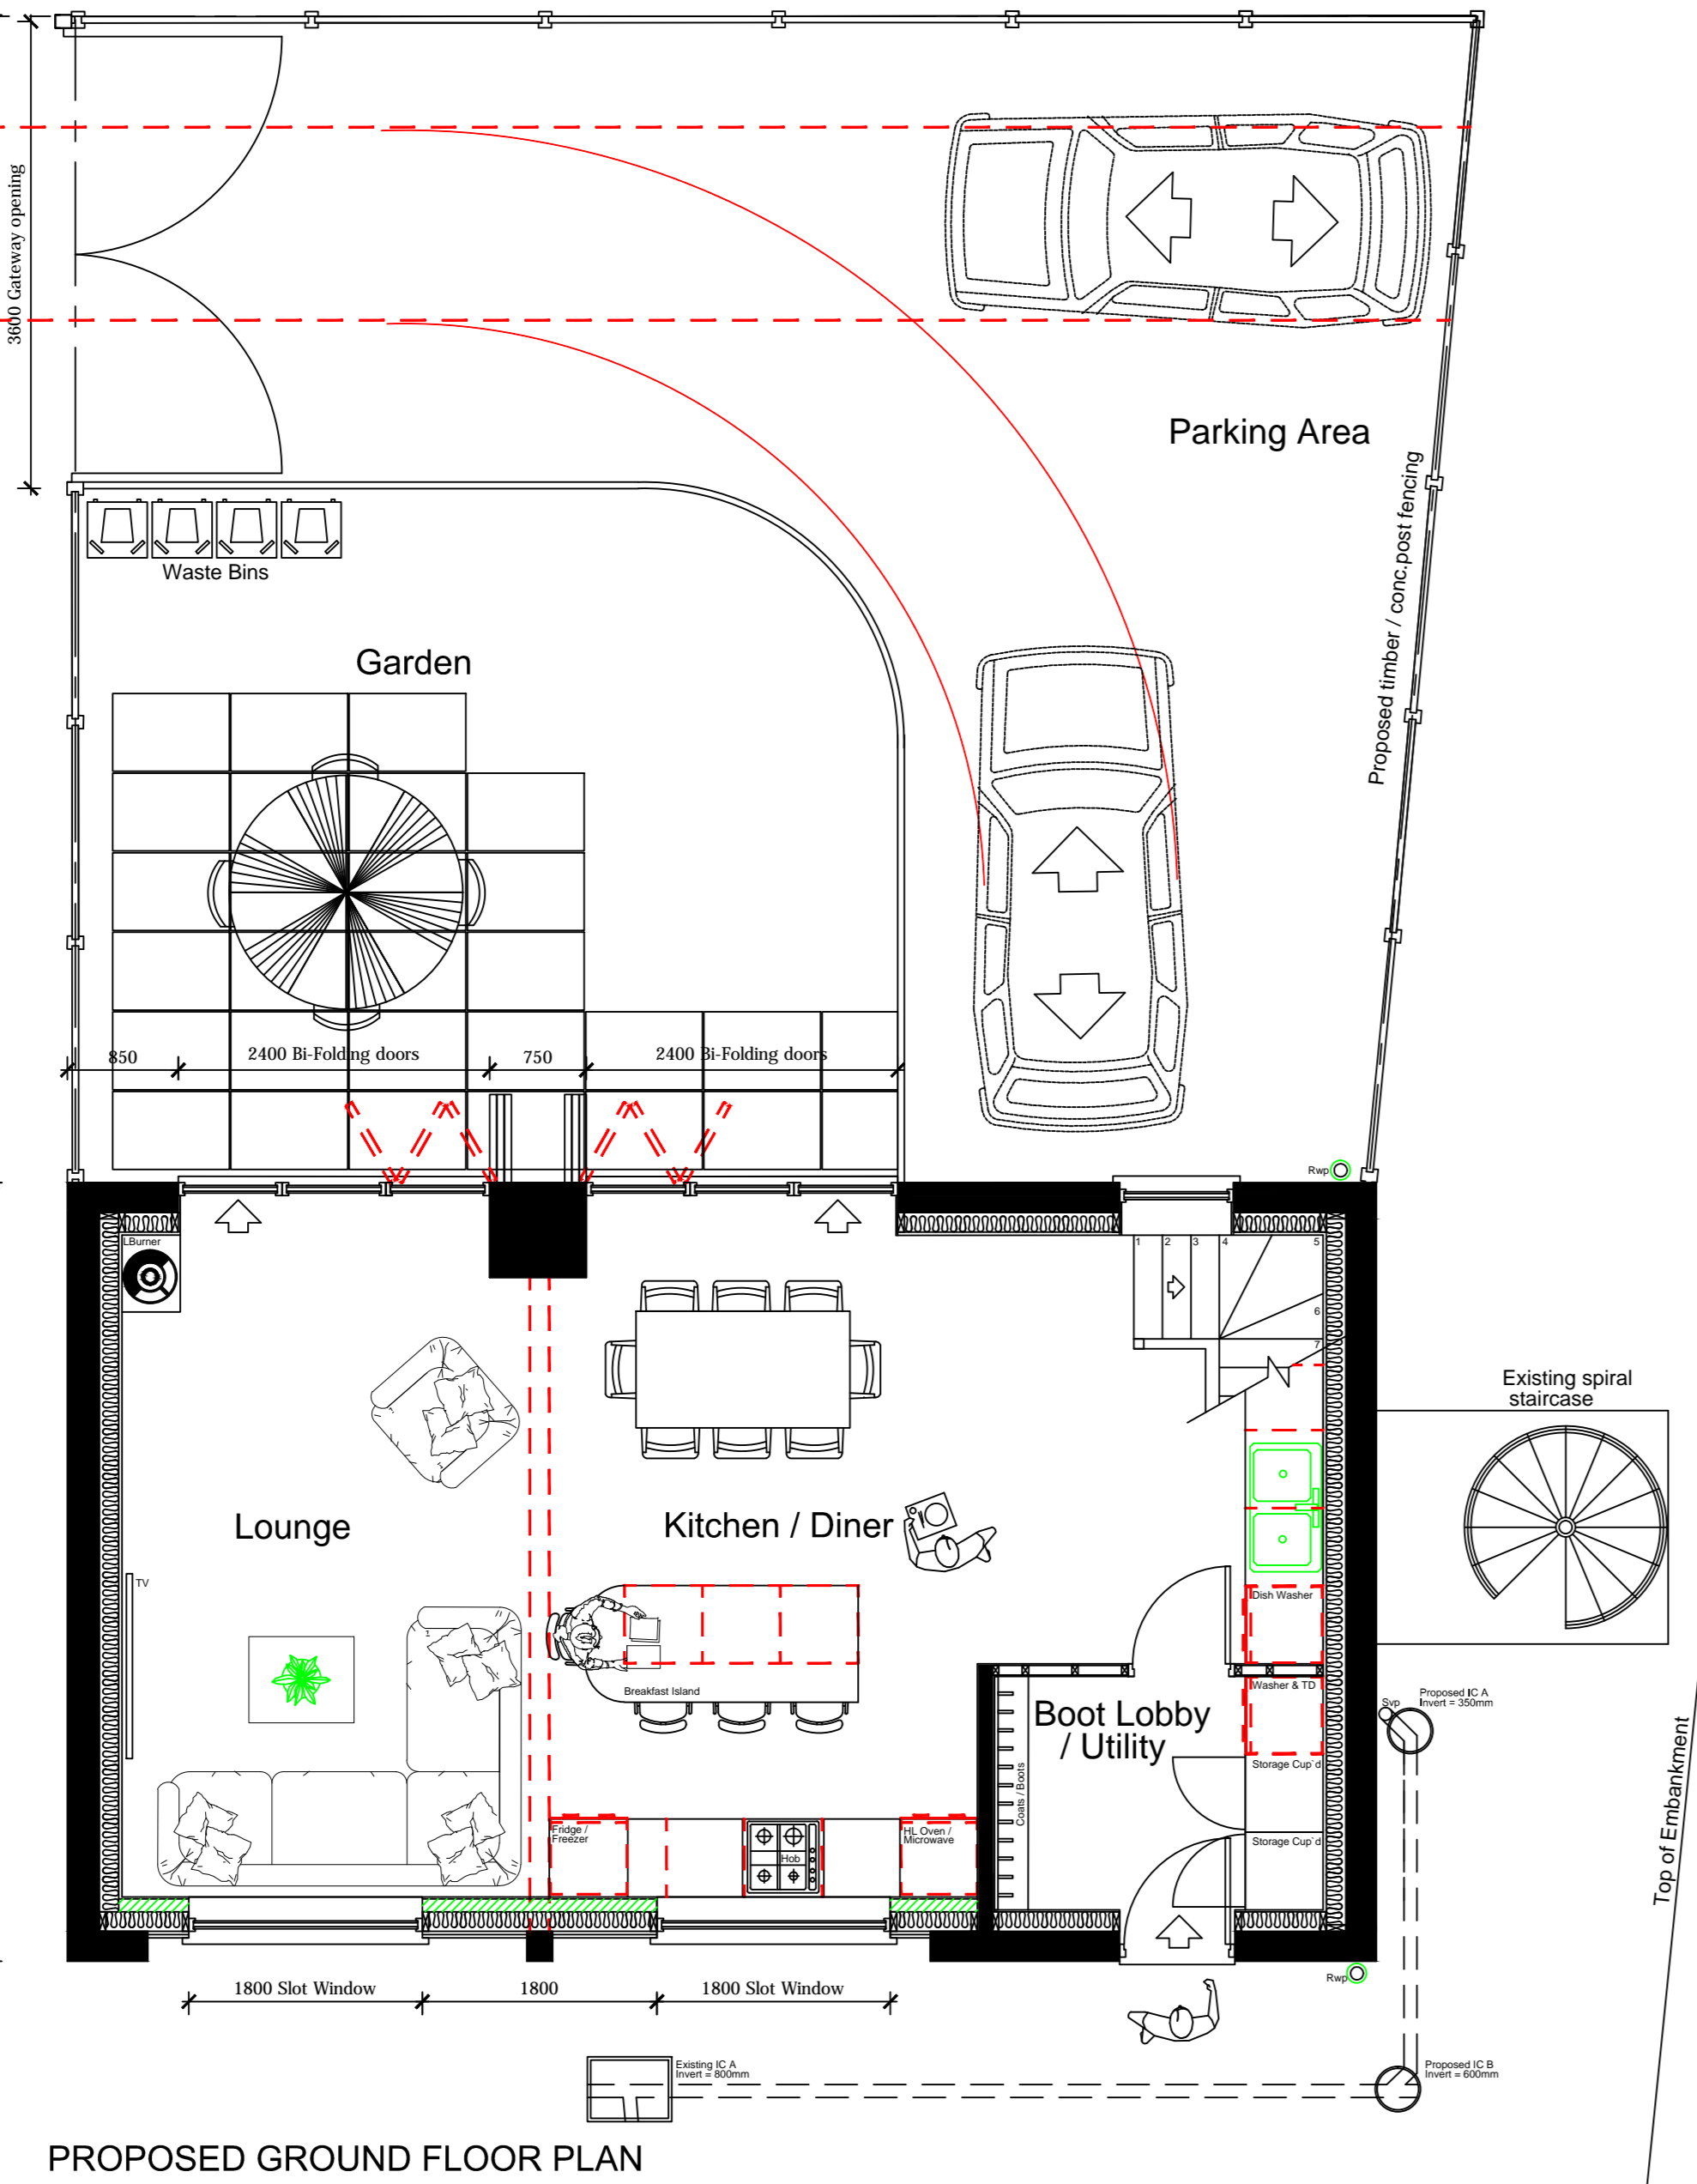 3600 Gateway opening
Parking Area
Proposed timber / conc.post fencing
Waste Bins
Garden
850
2400 Bi-Folding doors
750
2400 Bi-Folding doors
Rwp
LBurner
1
2
3
4
5
6
7
Existing spiral
staircase
Lounge
Kitchen / Diner
TV
Dish Washer
Breakfast Island
Washer & TD
Boot Lobby
/ Utility
Svp
Proposed IC A
Invert = 350mm
Storage Cup`d
Coats / Boots
Top of Embankment
Fridge /
Freezer
Hob
HL Oven /
Microwave
Storage Cup`d
Rwp
1800 Slot Window
1800
1800 Slot Window
Existing IC A
Invert = 800mm
Proposed IC B
Invert = 600mm
PROPOSED GROUND FLOOR PLAN